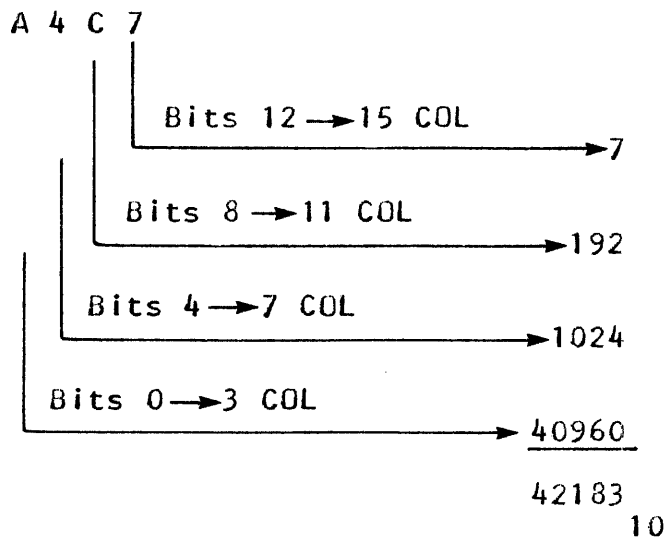 A 4 C 7
Bits 12→15 COL
7
Bits 8→11 COL
192
Bits 4→7 COL
1024
Bits 0→3 COL
40960
42183
10